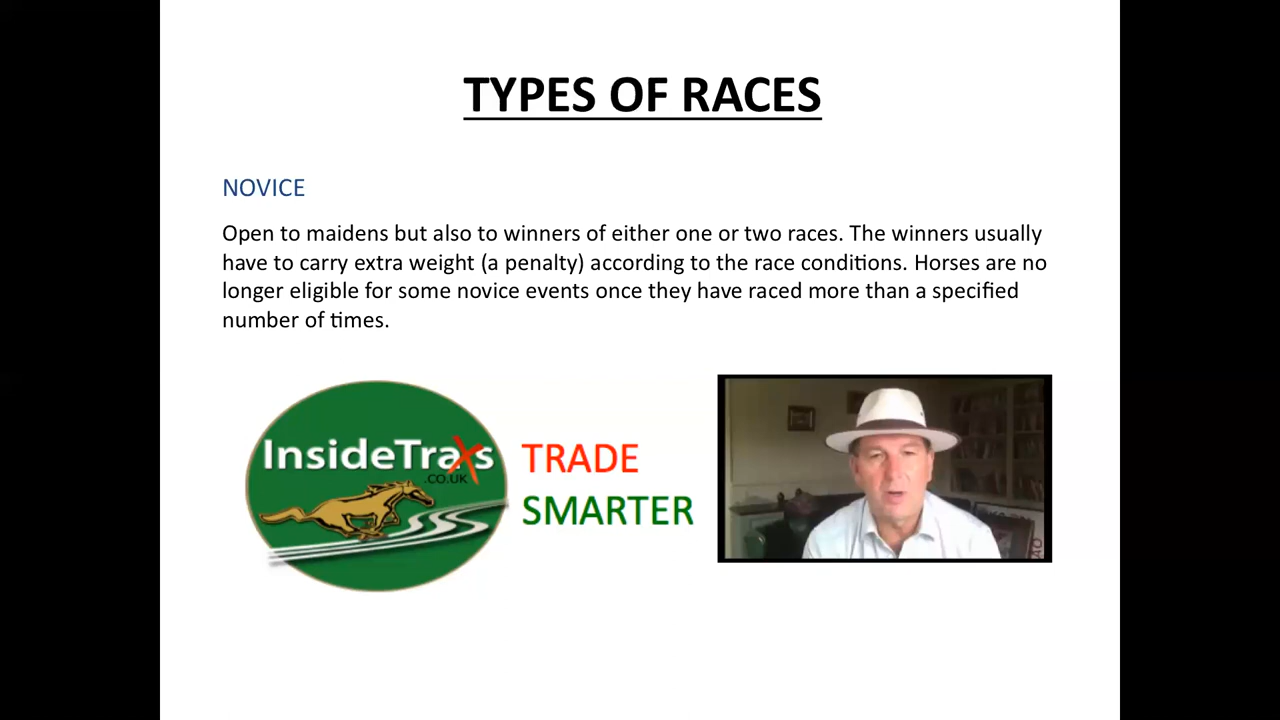 TYPES OF RACES
NOVICE
Open to maidens but also to winners of either one or two races. The winners usually
have to carry extra weight (a penalty) according to the race conditions. Horses are no
longer eligible for some novice events once they have raced more than a specified
number of times.
InsideTraxs
.CO.UK
TRADE
SMARTER